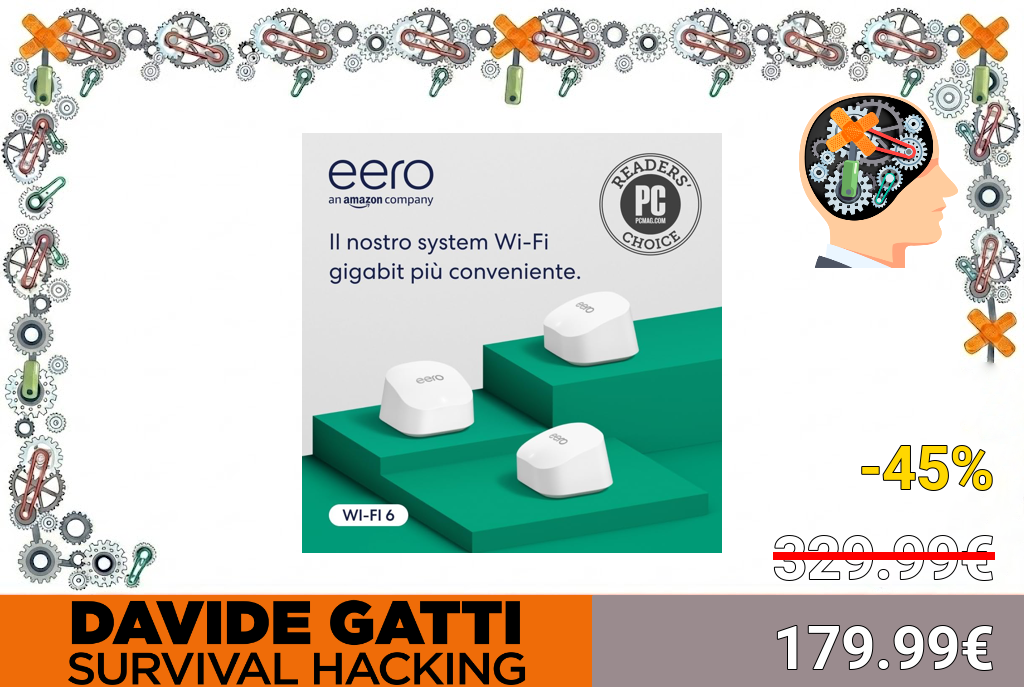 eero
an amazon company
READERS'
PC
PCMAG.COM
CHOICE
Il nostro system Wi-Fi
gigabit più conveniente.
eero
eero
eero
WI-FI 6
-45%
329.99€
DAVIDE GATTI
SURVIVAL HACKING
179.99€